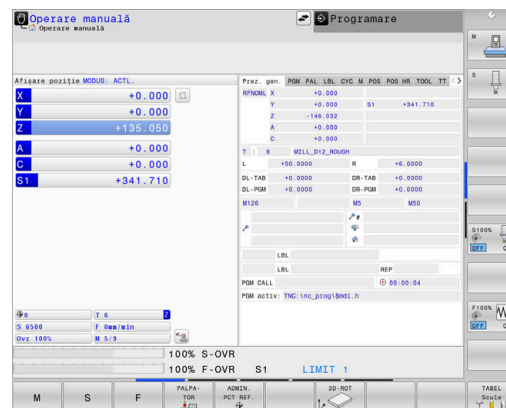 Operare manuală
Operare manuală
Programare
Afişare poziţie MODUS: ACTL.
X +0.000
Y +0.000
Z +135.050
A +0.000
C +0.000
S1 +341.710
Prez. gen. PGM PAL LBL CYC M POS POS HR TOOL TT
RFNOML X +0.000
Y +0.000 S1 +341.710
Z -146.032
A +0.000
C +0.000
T : 6 MILL_D12_ROUGH
L +50.0000 R +6.0000
DL-TAB +0.0000 DR-TAB +0.0000
DL-PGM +0.0000 DR-PGM +0.0000
M126 M5 M50
LBL
LBL REP
PGM CALL 00:00:04
PGM activ: TNC:\nc_prog\$mdi.h
0 T 6 Z
S 6500 F 0mm/min
Ovr 100% M 5/9
100% S-OVR
100% F-OVR S1 LIMIT 1
M
S
S100%
OFF
F100%
OFF
M
S
F
PALPA-
TOR
ADMIN.
PCT REF.
3D-ROT
TABEL
Scule